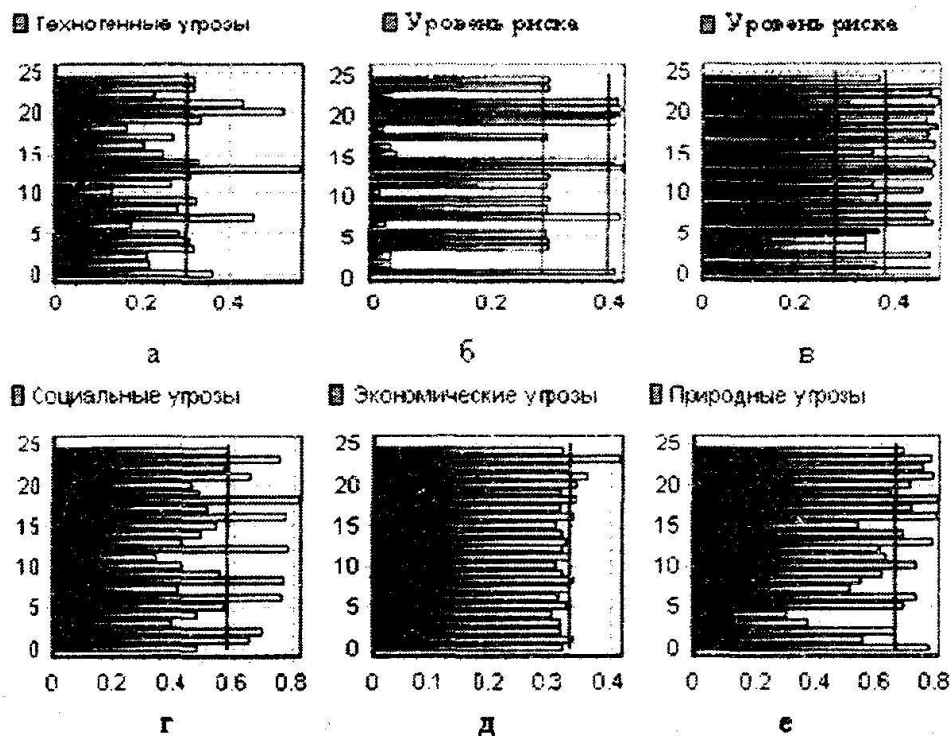 Техногенные угрозы
Уровень риска
Уровень риска
25
20
15
10
5
0
0 0.2 0.4
25
20
15
10
5
0
0 0.2 0.4
25
20
15
10
5
0
0 0.2 0.4
а
б
в
Социальные угрозы
Экономические угрозы
Природные угрозы
25
20
15
10
5
0
0 0.2 0.4 0.6 0.8
25
20
15
10
5
0
0 0.1 0.2 0.3 0.4
25
20
15
10
5
0
0 0.2 0.4 0.6 0.8
г
д
е